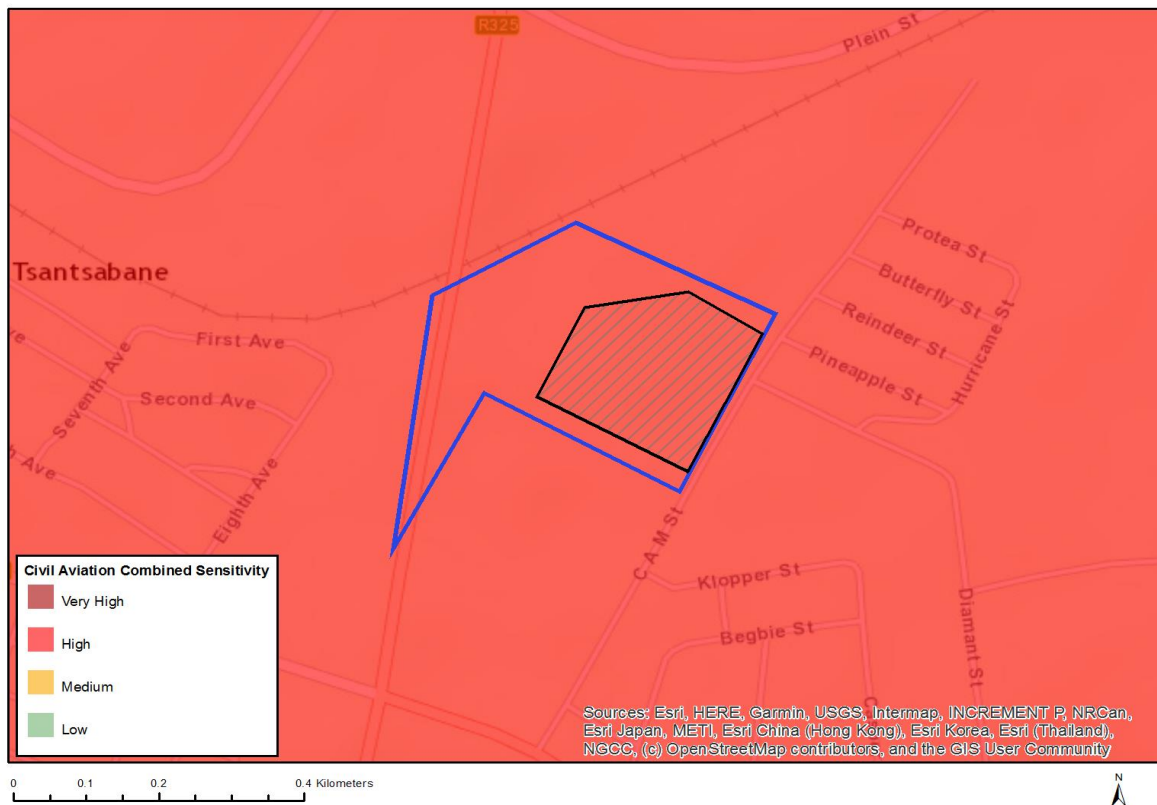 R325
Plein St
Protea St
Butterfly St
Reindeer St
Pineapple St
Hurricane St
Tsantsabane
First Ave
Second Ave
Seventh Ave
Eighth Ave
Ave
C A M St
Klopper St
Begbie St
Diamant St
Civil Aviation Combined Sensitivity
Very High
High
Medium
Low
Sources: Esri, HERE, Garmin, USGS, Intermap, INCREMENT P, NRCan,
Esri Japan, METI, Esri China (Hong Kong), Esri Korea, Esri (Thailand),
NGCC, (c) OpenStreetMap contributors, and the GIS User Community
0 0.1 0.2 0.4 Kilometers
N